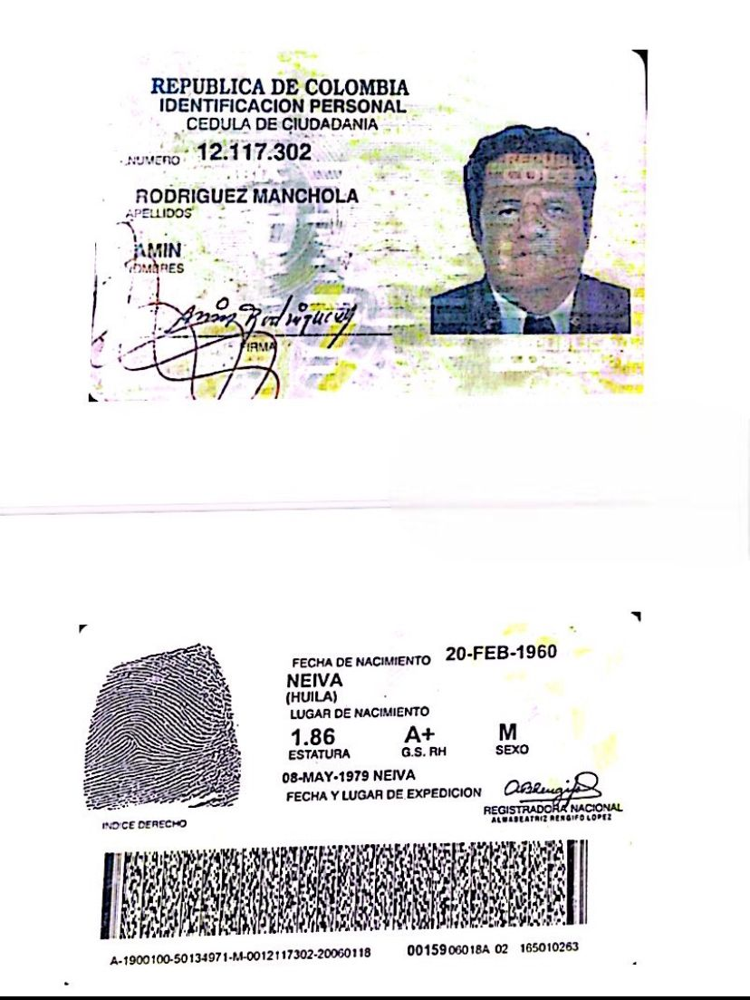 REPUBLICA DE COLOMBIA
IDENTIFICACION PERSONAL
CEDULA DE CIUDADANIA
NUMERO 12.117.302
RODRIGUEZ MANCHOLA
APELLIDOS
AMIN
NOMBRES
Amin Rodriguez
FIRMA
FECHA DE NACIMIENTO 20-FEB-1960
NEIVA
(HUILA)
LUGAR DE NACIMIENTO
1.86 A+ M
ESTATURA G.S. RH SEXO
08-MAY-1979 NEIVA
FECHA Y LUGAR DE EXPEDICION
REGISTRADORA NACIONAL
ALMABEATRIZ RENGIFO LOPEZ
INDICE DERECHO
A-1900100-50134971-M-0012117302-20060118 0015906018A 02 165010263